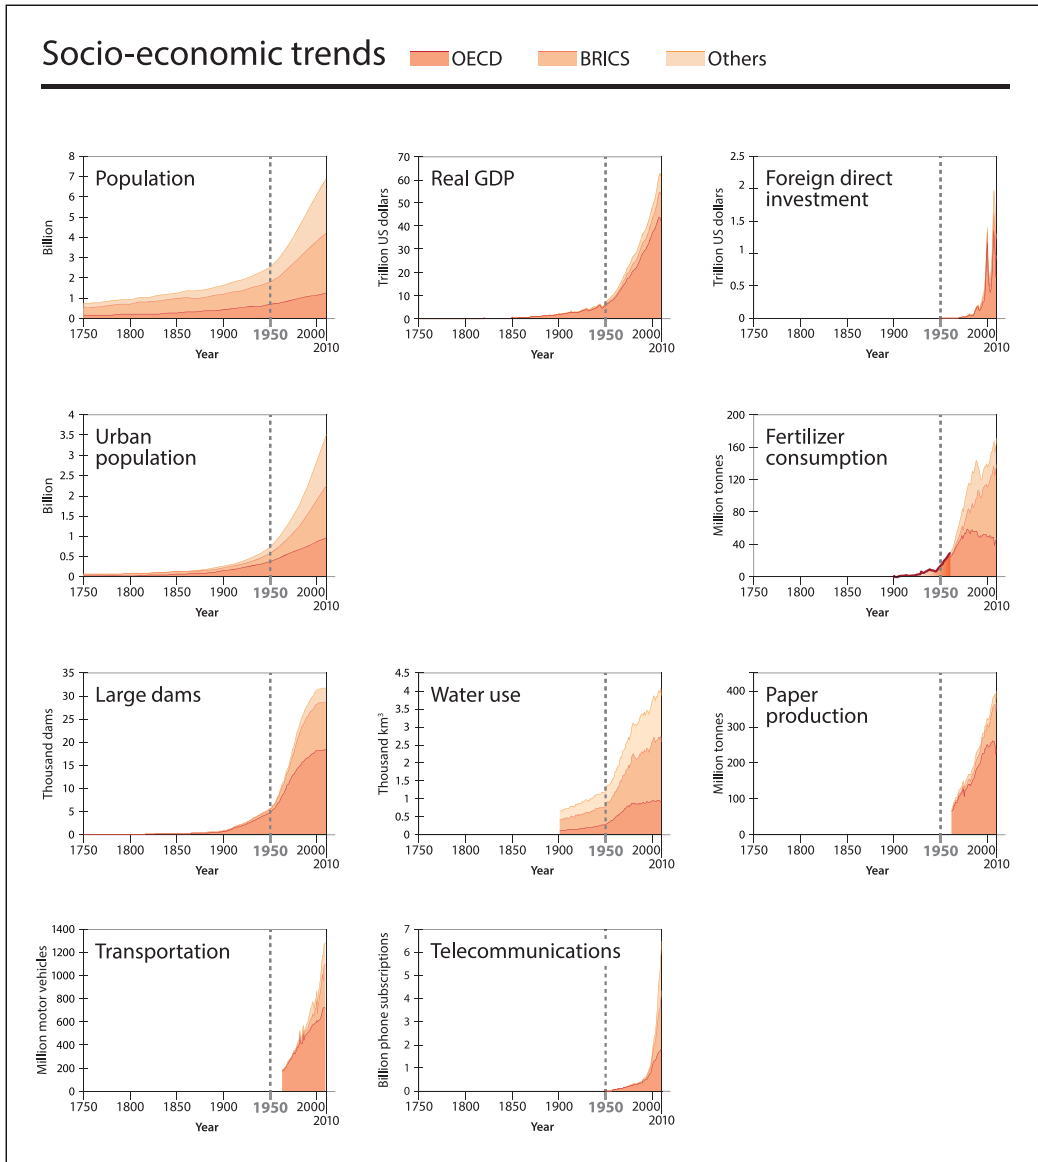 Socio-economic trends OECD BRICS Others
Population
Billion
8
7
6
5
4
3
2
1
0
1750 1800 1850 1900 1950 2000
2010
Year
Real GDP
Trillion US dollars
70
60
50
40
30
20
10
0
1750 1800 1850 1900 1950 2000
2010
Year
Foreign direct
investment
Trillion US dollars
2.5
2
1.5
1
0.5
0
1750 1800 1850 1900 1950 2000
2010
Year
Urban
population
Billion
4
3.5
3
2.5
2
1.5
1
0.5
0
1750 1800 1850 1900 1950 2000
2010
Year
Fertilizer
consumption
Million tonnes
200
160
120
80
40
0
1750 1800 1850 1900 1950 2000
2010
Year
Large dams
Thousand dams
35
30
25
20
15
10
5
0
1750 1800 1850 1900 1950 2000
2010
Year
Water use
Thousand km³
4.5
4
3.5
3
2.5
2
1.5
1
0.5
0
1750 1800 1850 1900 1950 2000
2010
Year
Paper
production
Million tonnes
400
300
200
100
0
1750 1800 1850 1900 1950 2000
2010
Year
Transportation
Million motor vehicles
1400
1200
1000
800
600
400
200
0
1750 1800 1850 1900 1950 2000
2010
Year
Telecommunications
Billion phone subscriptions
7
6
5
4
3
2
1
0
1750 1800 1850 1900 1950 2000
2010
Year